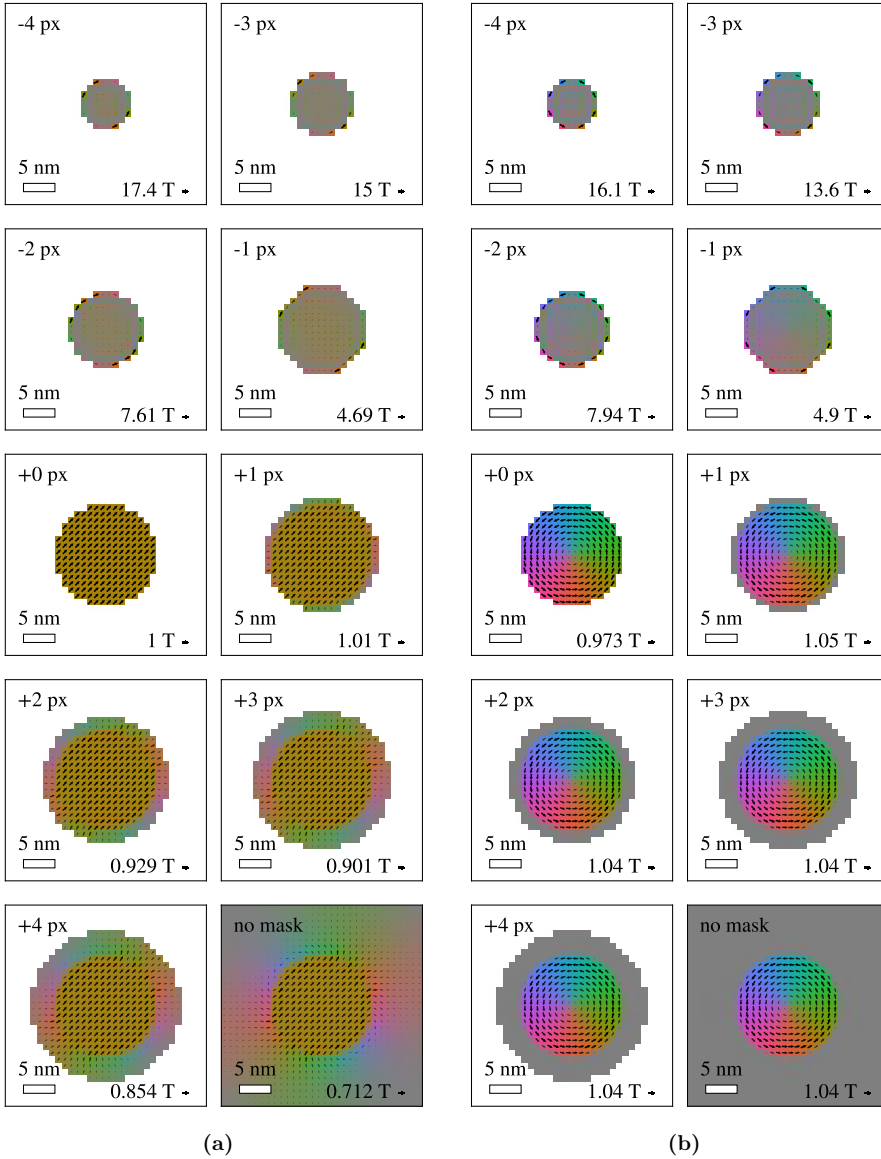 -4 px
5 nm
17.4 T
-3 px
5 nm
15 T
-4 px
5 nm
16.1 T
-3 px
5 nm
13.6 T
-2 px
5 nm
7.61 T
-1 px
5 nm
4.69 T
-2 px
5 nm
7.94 T
-1 px
5 nm
4.9 T
+0 px
5 nm
1 T
+1 px
5 nm
1.01 T
+0 px
5 nm
0.973 T
+1 px
5 nm
1.05 T
+2 px
5 nm
0.929 T
+3 px
5 nm
0.901 T
+2 px
5 nm
1.04 T
+3 px
5 nm
1.04 T
+4 px
5 nm
0.854 T
no mask
5 nm
0.712 T
+4 px
5 nm
1.04 T
no mask
5 nm
1.04 T
(a)
(b)